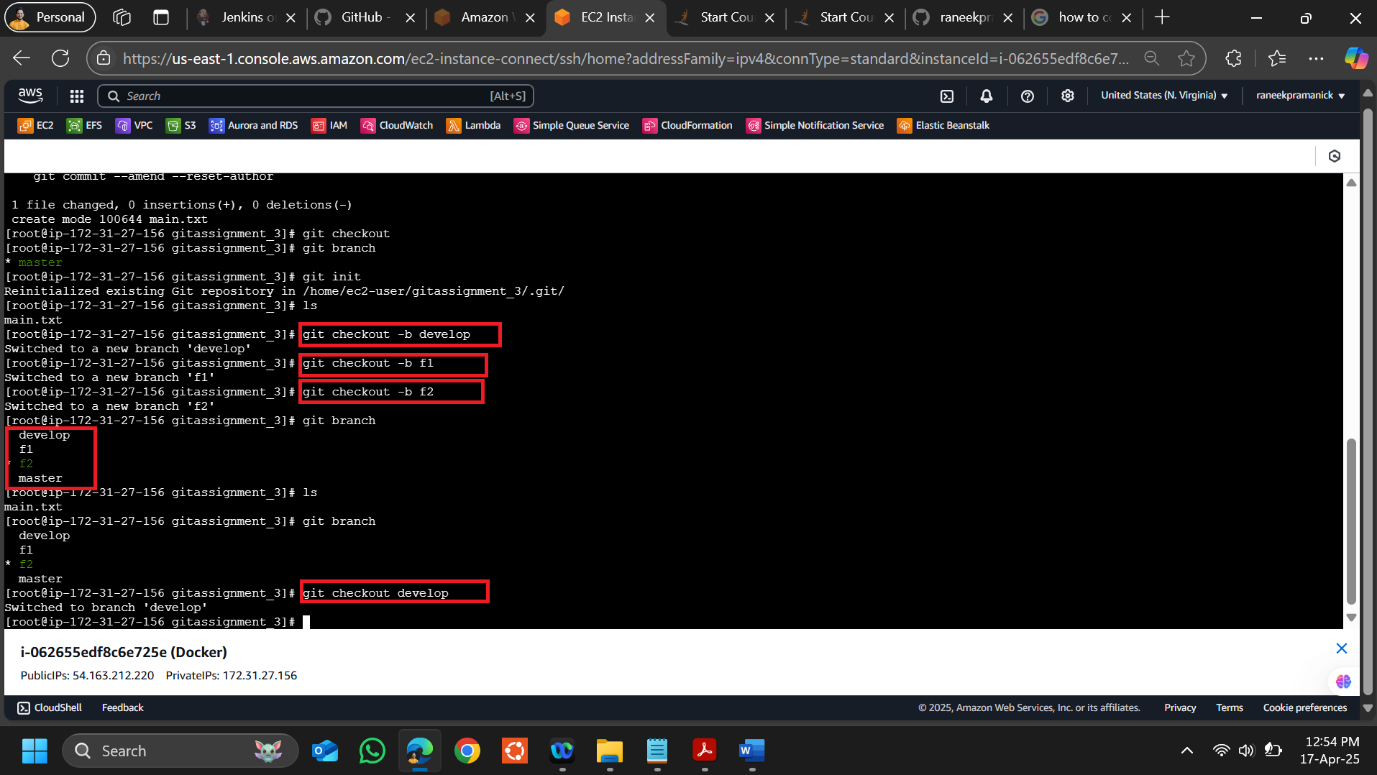 Personal
Jenkins o
GitHub -
Amazon
EC2 Insta
Start Cou
Start Cou
raneekpra
how to c
https://us-east-1.console.aws.amazon.com/ec2-instance-connect/ssh/home?addressFamily=ipv4&connType=standard&instanceId=i-062655edf8c6e7...
aws
Search
[Alt+S]
United States (N. Virginia)
raneekpramanick
EC2
EFS
VPC
S3
Aurora and RDS
IAM
CloudWatch
Lambda
Simple Queue Service
CloudFormation
Simple Notification Service
Elastic Beanstalk
git commit --amend --reset-author
1 file changed, 0 insertions(+), 0 deletions(-)
create mode 100644 main.txt
[root@ip-172-31-27-156 gitassignment_3]# git checkout
[root@ip-172-31-27-156 gitassignment_3]# git branch
* master
[root@ip-172-31-27-156 gitassignment_3]# git init
Reinitialized existing Git repository in /home/ec2-user/gitassignment_3/.git/
[root@ip-172-31-27-156 gitassignment_3]# ls
main.txt
[root@ip-172-31-27-156 gitassignment_3]# git checkout -b develop
Switched to a new branch 'develop'
[root@ip-172-31-27-156 gitassignment_3]# git checkout -b f1
Switched to a new branch 'f1'
[root@ip-172-31-27-156 gitassignment_3]# git checkout -b f2
Switched to a new branch 'f2'
[root@ip-172-31-27-156 gitassignment_3]# git branch
develop
f1
* f2
master
[root@ip-172-31-27-156 gitassignment_3]# ls
main.txt
[root@ip-172-31-27-156 gitassignment_3]# git branch
develop
f1
* f2
master
[root@ip-172-31-27-156 gitassignment_3]# git checkout develop
Switched to branch 'develop'
[root@ip-172-31-27-156 gitassignment_3]#
i-062655edf8c6e725e (Docker)
PublicIPs: 54.163.212.220 PrivateIPs: 172.31.27.156
CloudShell
Feedback
© 2025, Amazon Web Services, Inc. or its affiliates.
Privacy
Terms
Cookie preferences
Search
12:54 PM
17-Apr-25